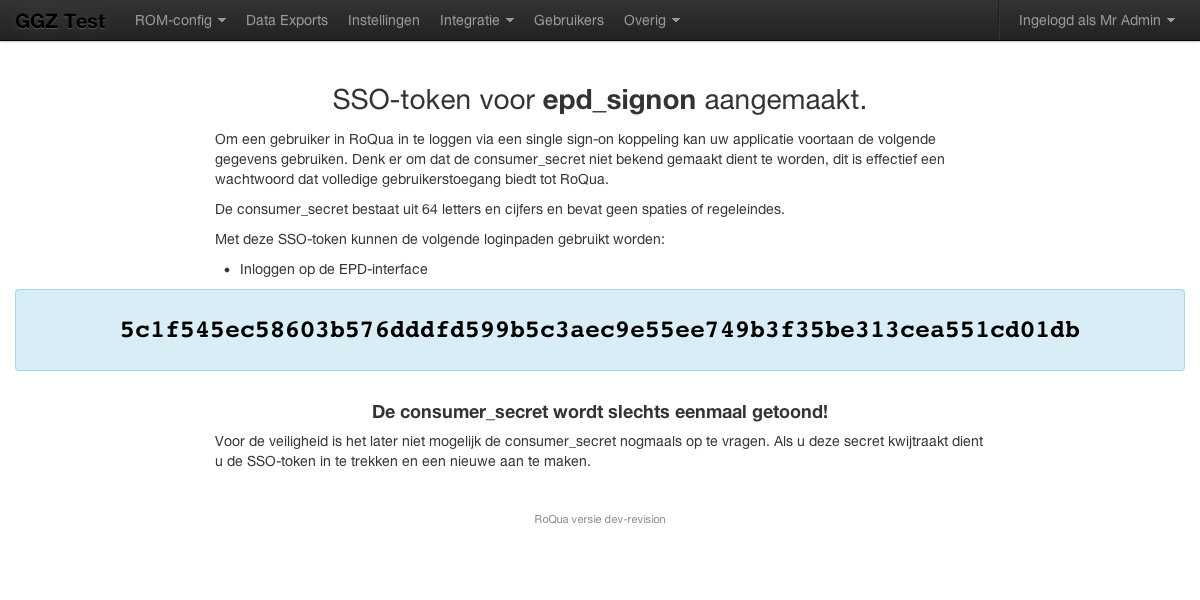 GGZ Test ROM-config Data Exports Instellingen Integratie Gebruikers Overig Ingelogd als Mr Admin
SSO-token voor epd_signon aangemaakt.
Om een gebruiker in RoQua in te loggen via een single sign-on koppeling kan uw applicatie voortaan de volgende
gegevens gebruiken. Denk er om dat de consumer_secret niet bekend gemaakt dient te worden, dit is effectief een
wachtwoord dat volledige gebruikerstoegang biedt tot RoQua.
De consumer_secret bestaat uit 64 letters en cijfers en bevat geen spaties of regeleindes.
Met deze SSO-token kunnen de volgende loginpaden gebruikt worden:
• Inloggen op de EPD-interface
5c1f545ec58603b576dddfd599b5c3aec9e55ee749b3f35be313cea551cd01db
De consumer_secret wordt slechts eenmaal getoond!
Voor de veiligheid is het later niet mogelijk de consumer_secret nogmaals op te vragen. Als u deze secret kwijtraakt dient
u de SSO-token in te trekken en een nieuwe aan te maken.
RoQua versie dev-revision